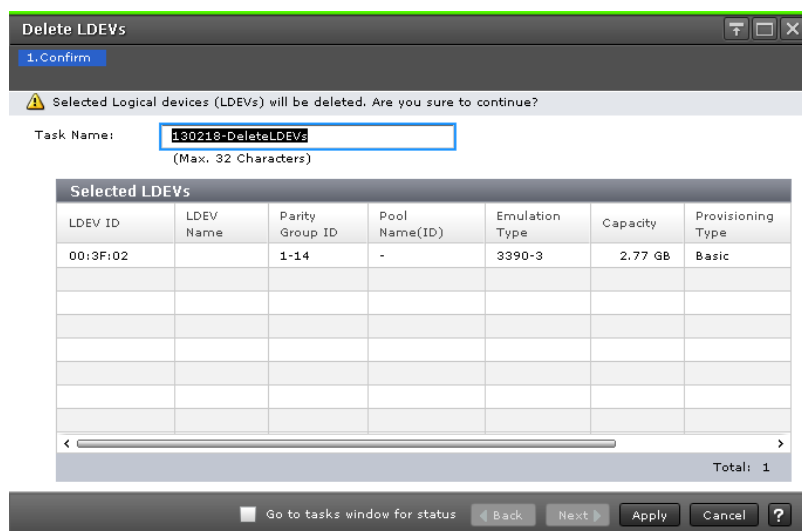 Delete LDEVs
1.Confirm
Selected Logical devices (LDEVs) will be deleted. Are you sure to continue?
Task Name: 130218-DeleteLDEVs
(Max. 32 Characters)
Selected LDEVs
LDEV ID LDEV Name Parity Group ID Pool Name(ID) Emulation Type Capacity Provisioning Type
00:3F:02 1-14 - 3390-3 2.77 GB Basic
Total: 1
Go to tasks window for status Back Next Apply Cancel ?